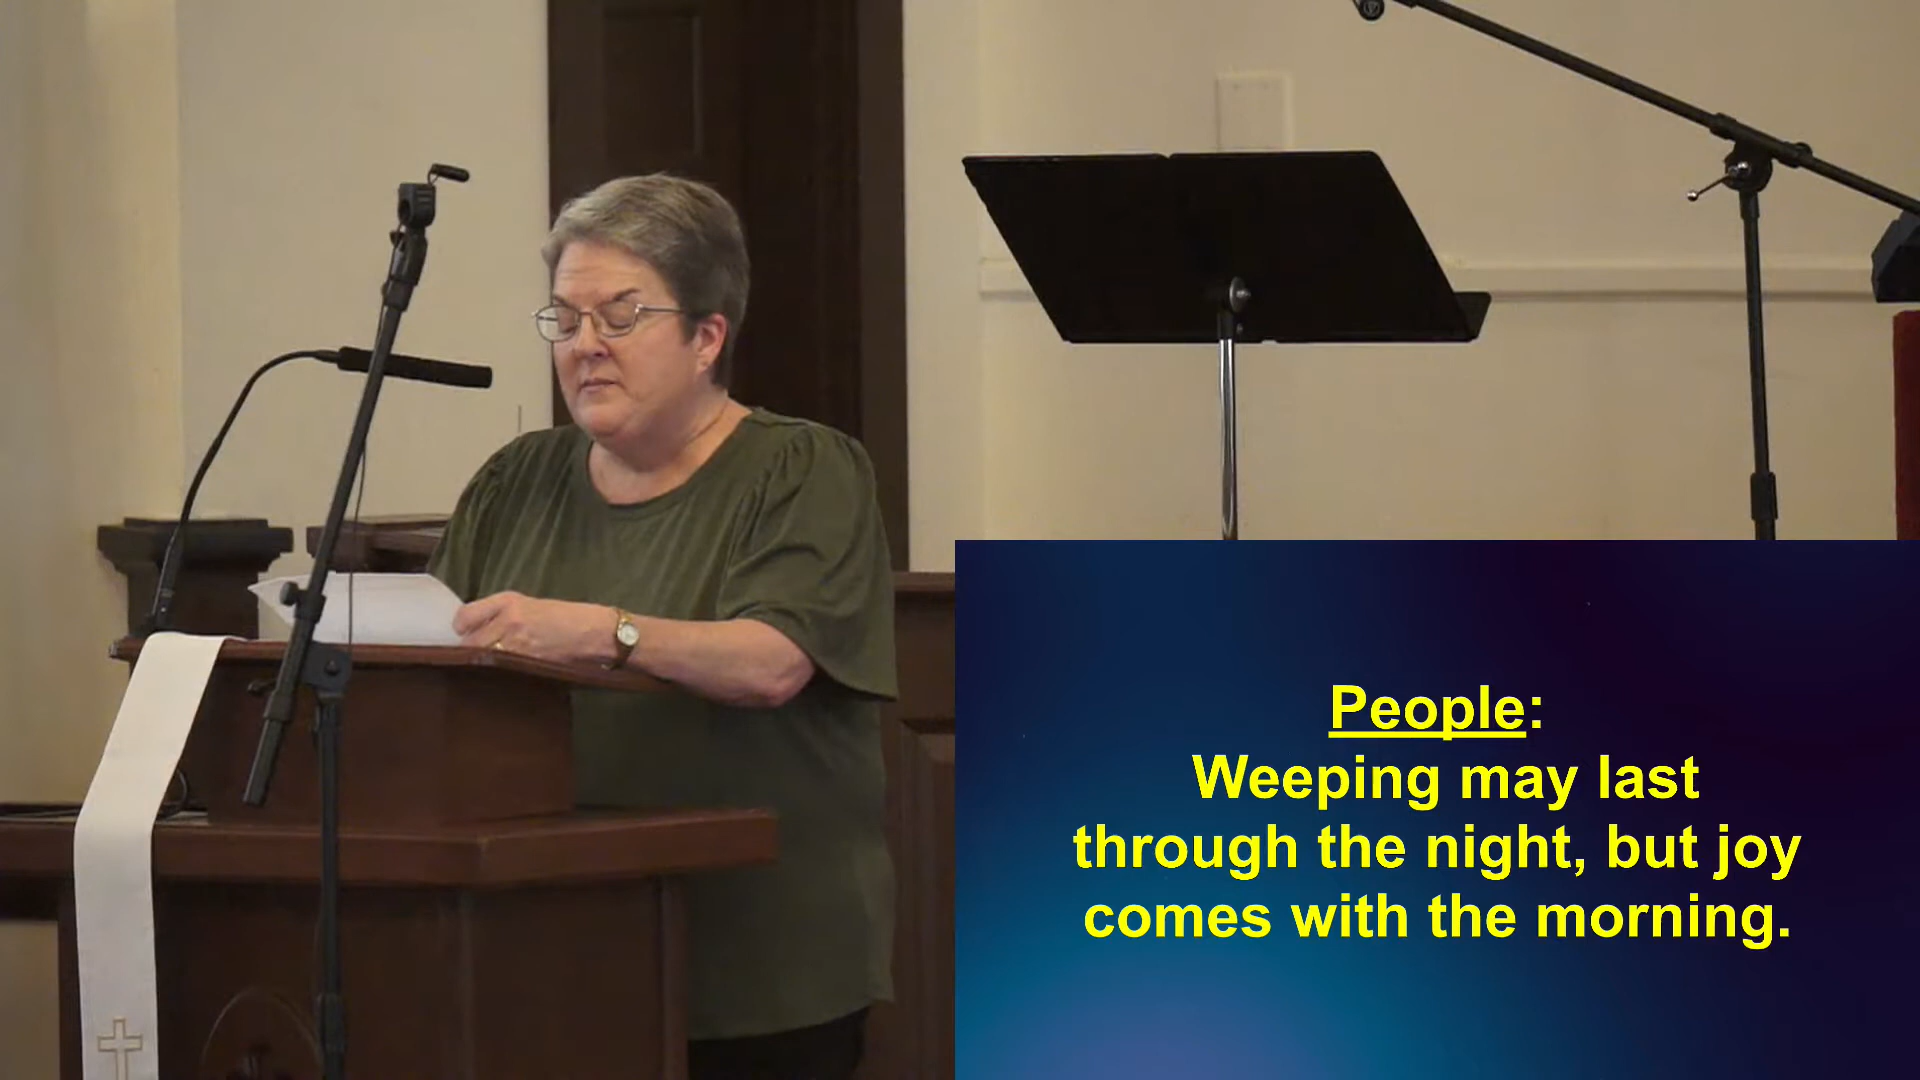 People:
Weeping may last
through the night, but joy
comes with the morning.